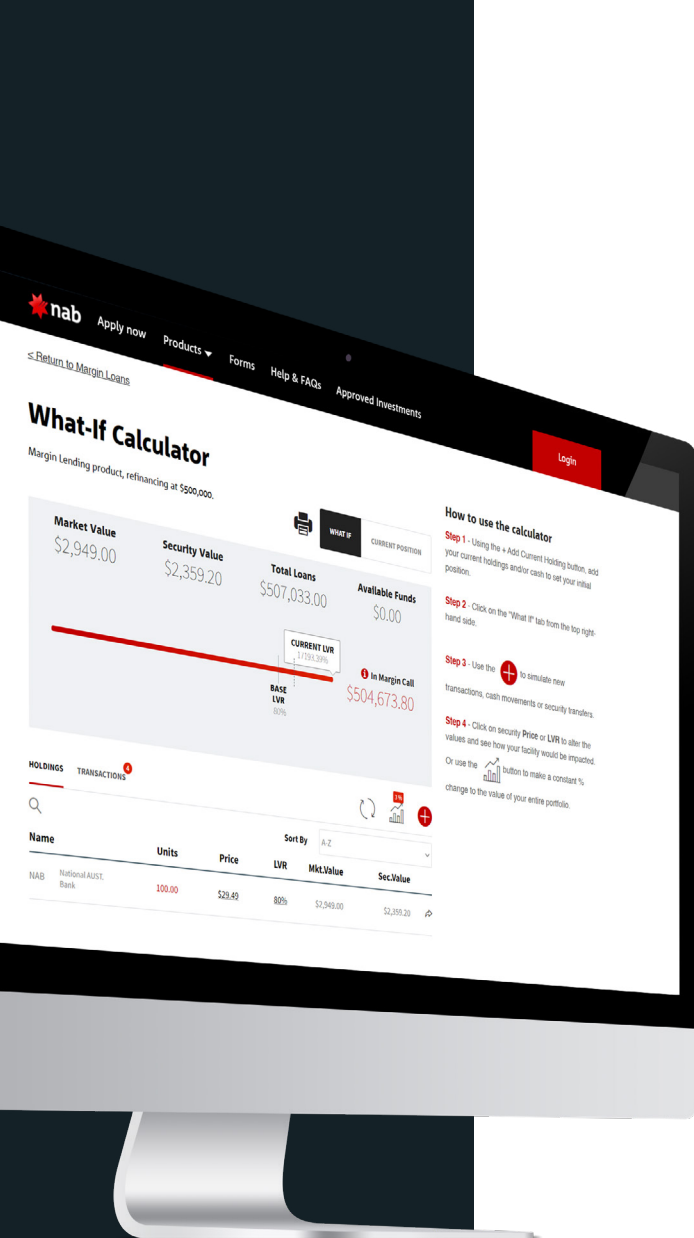 nab
Apply now
Products
Forms
Help & FAQs
Approved Investments
Login
< Return to Margin Loans
What-If Calculator
Margin Lending product, refinancing at $500,000.
WHAT IF
CURRENT POSITION
Market Value
$2,949.00
Security Value
$2,359.20
Total Loans
$507,033.00
Available Funds
$0.00
CURRENT LVR
BASE
LVR
80%
In Margin Call
$504,673.80
HOLDINGS
TRANSACTIONS
4
Sort By
A-Z
Name
Units
Price
LVR
Mkt.Value
Sec.Value
NAB
National AUST.
Bank
100.00
$29.49
80%
$2,949.00
$2,359.20
How to use the calculator
Step 1 - Using the + Add Current Holding button, add
your current holdings and/or cash to set your initial
position.
Step 2 - Click on the "What If" tab from the top right-
hand side.
Step 3 - Use the to simulate new
transactions, cash movements or security transfers.
Step 4 - Click on security Price or LVR to alter the
values and see how your facility would be impacted.
Or use the button to make a constant %
change to the value of your entire portfolio.